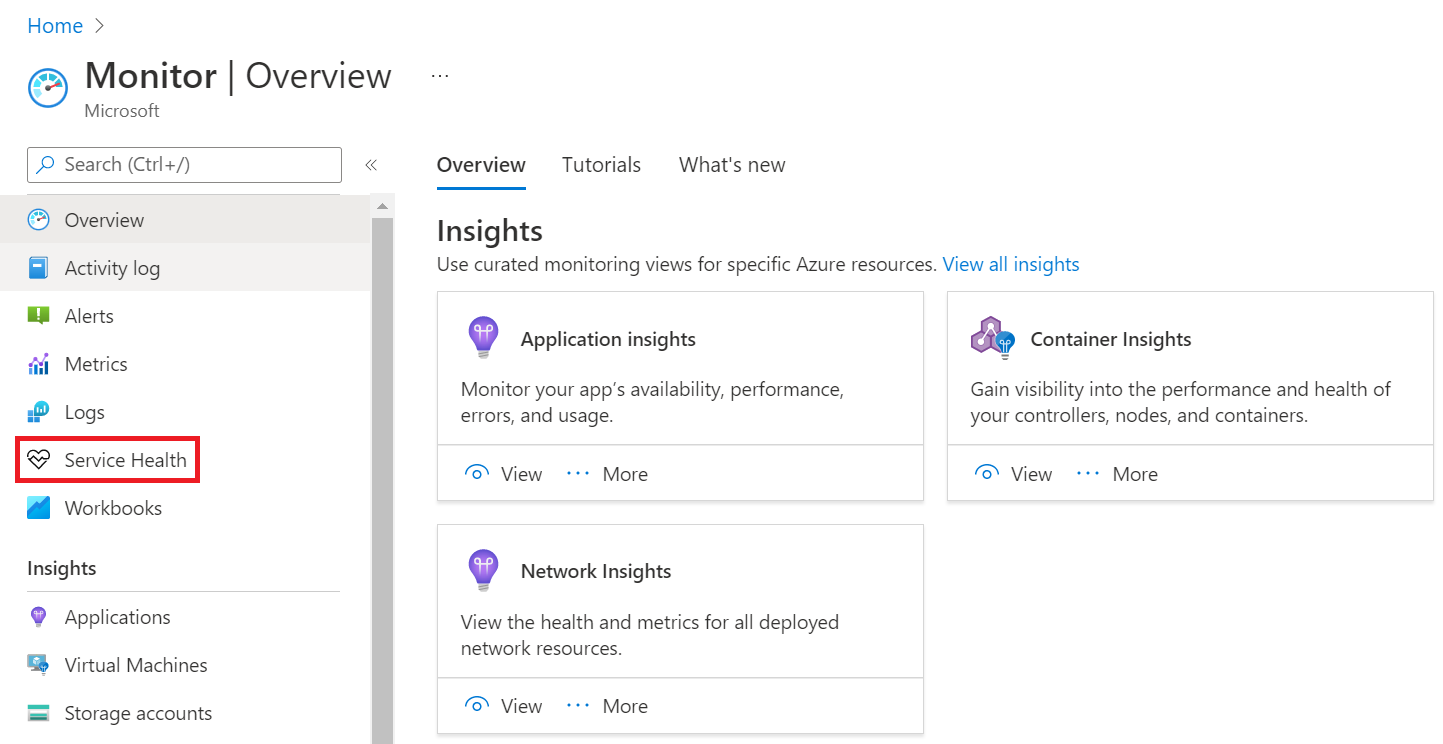 Home
Monitor | Overview
...
Microsoft
Search (Ctrl+/)
Overview
Activity log
Alerts
Metrics
Logs
Service Health
Workbooks
Insights
Applications
Virtual Machines
Storage accounts
Overview Tutorials What's new
Insights
Use curated monitoring views for specific Azure resources. View all insights
Application insights
Monitor your app’s availability, performance,
errors, and usage.
View ... More
Container Insights
Gain visibility into the performance and health of
your controllers, nodes, and containers.
View ... More
Network Insights
View the health and metrics for all deployed
network resources.
View ... More